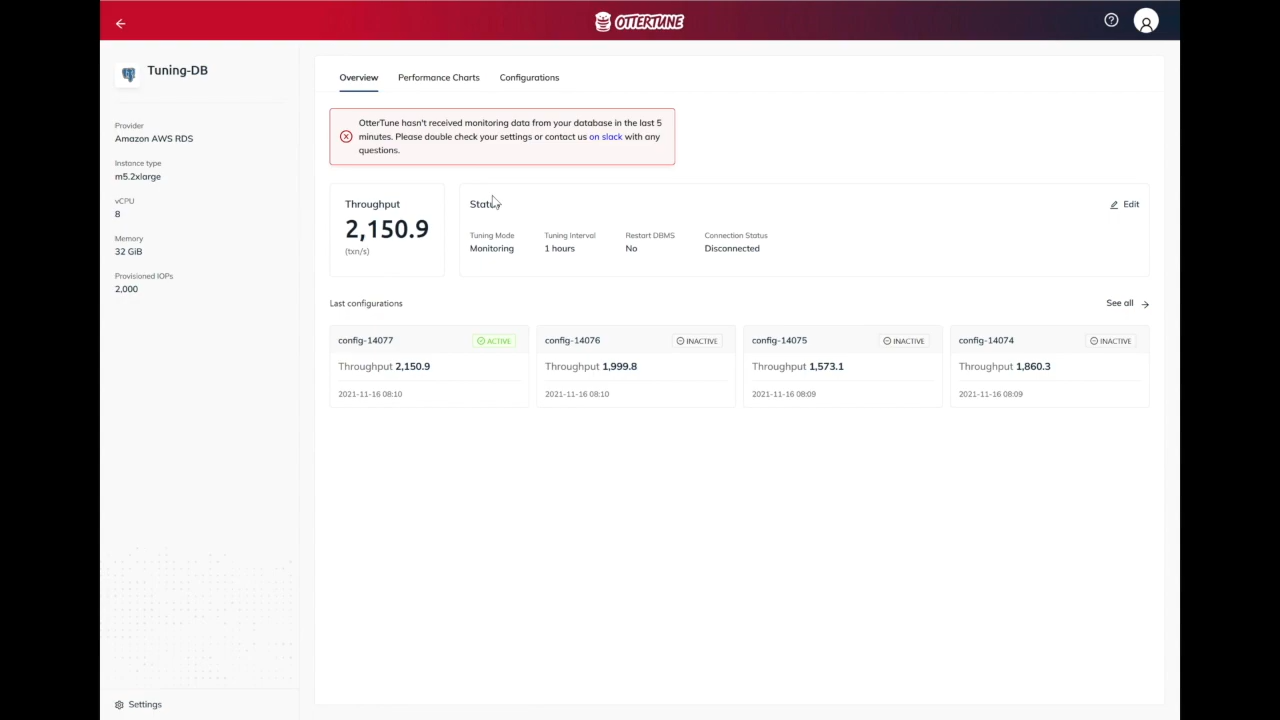 OTTERTUNE
Tuning-DB
Provider
Amazon AWS RDS
Instance type
m5.2xlarge
vCPU
8
Memory
32 GiB
Provisioned IOPs
2,000
Settings
Overview Performance Charts Configurations
OtterTune hasn't received monitoring data from your database in the last 5
minutes. Please double check your settings or contact us on slack with any
questions.
Throughput
2,150.9
(txn/s)
Status
Edit
Tuning Mode Tuning Interval Restart DBMS Connection Status
Monitoring 1 hours No Disconnected
Last configurations
See all
config-14077 ACTIVE
Throughput 2,150.9
2021-11-16 08:10
config-14076 INACTIVE
Throughput 1,999.8
2021-11-16 08:10
config-14075 INACTIVE
Throughput 1,573.1
2021-11-16 08:09
config-14074 INACTIVE
Throughput 1,860.3
2021-11-16 08:09